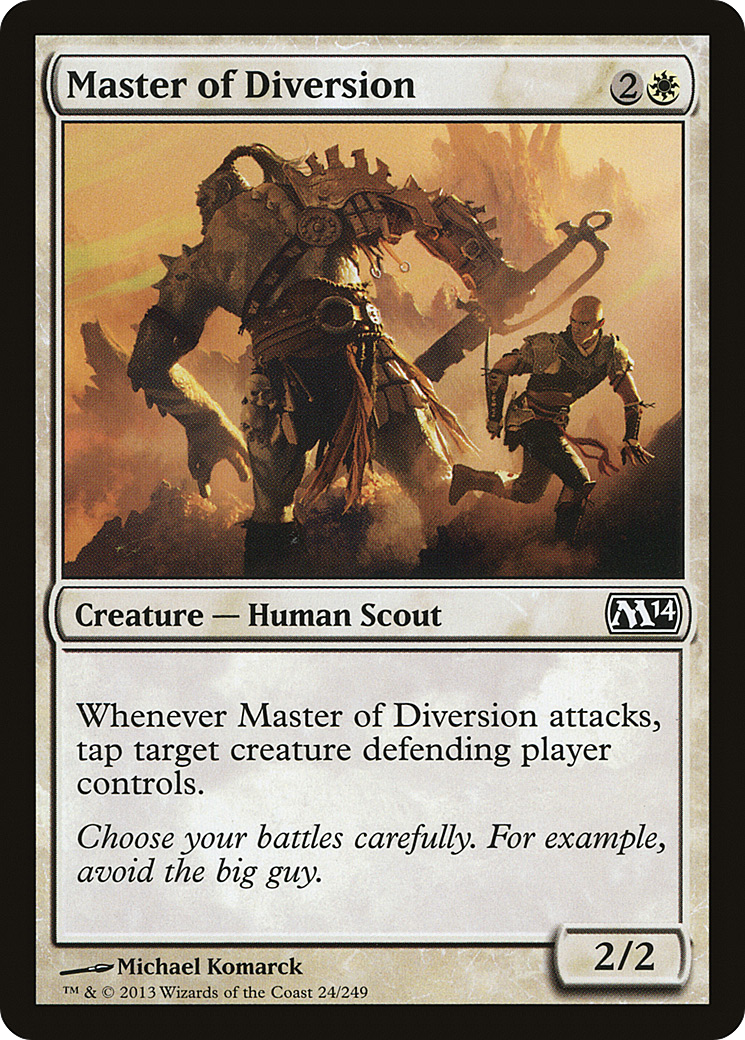 Master of Diversion 2
Creature — Human Scout M14
Whenever Master of Diversion attacks,
tap target creature defending player
controls.
Choose your battles carefully. For example,
avoid the big guy.
2/2
Michael Komarck
™ & © 2013 Wizards of the Coast 24/249